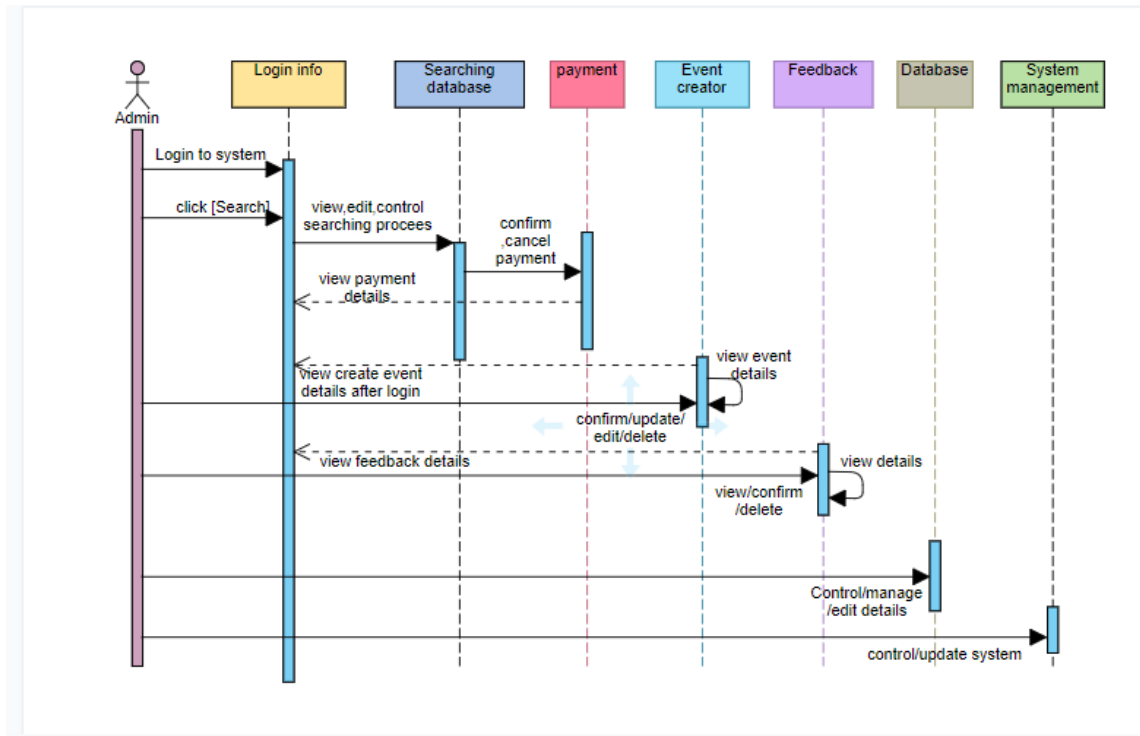 Login info
Searching
database
payment
Event
creator
Feedback
Database
System
management
Admin
Login to system
click [Search]
view,edit,control
searching procees
confirm
,cancel
payment
view payment
details
view event
details
view create event
details after login
confirm/update/
edit/delete
view feedback details
view details
view/confirm
/delete
Control/manage
/edit details
control/update system